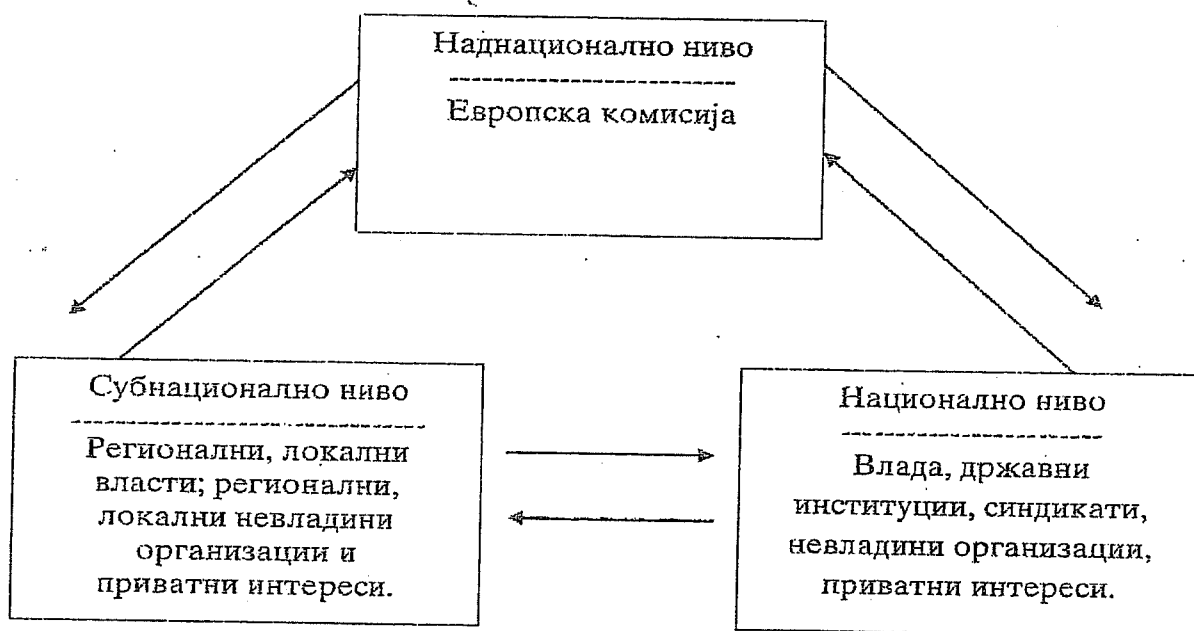 Наднационално ниво
Европска комисија
Субнационално ниво
Регионални, локални
власти; регионални,
локални невладини
организации и
приватни интереси.
Национално ниво
Влада, државни
институции, синдикати,
невладини организации,
приватни интереси.